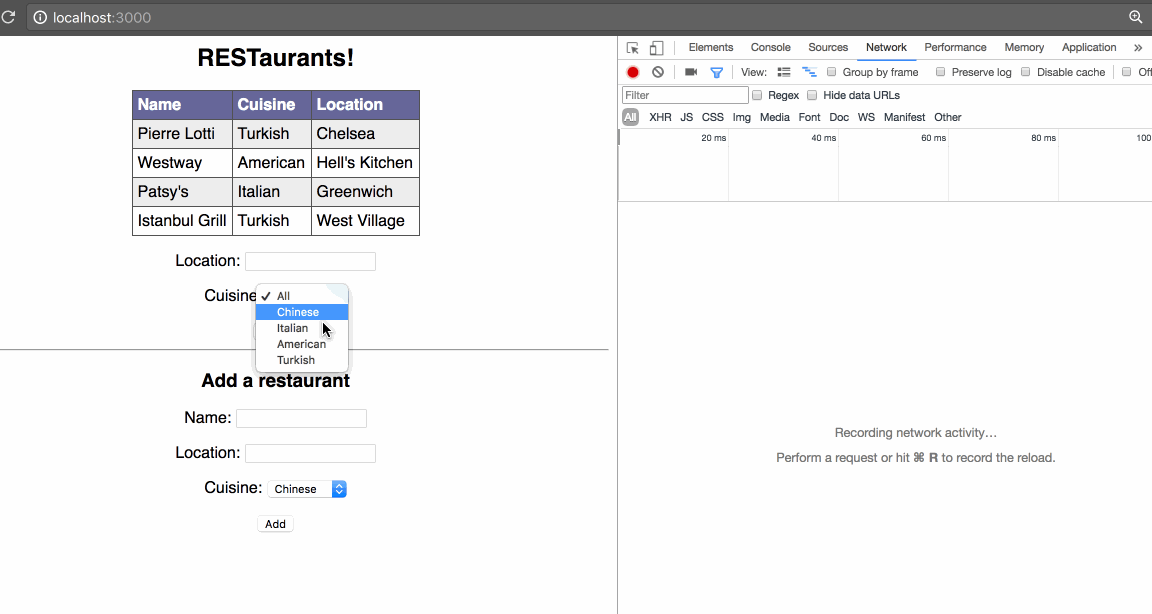 localhost:3000
RESTaurants!
Name Cuisine Location
Pierre Lotti Turkish Chelsea
Westway American Hell's Kitchen
Patsy's Italian Greenwich
Istanbul Grill Turkish West Village
Location:
Cuisine
✓ All
Chinese
Italian
American
Turkish
Add a restaurant
Name:
Location:
Cuisine: Chinese
Add
Elements Console Sources Network Performance Memory Application »
View: Group by frame Preserve log Disable cache Off
Filter Regex Hide data URLs
All XHR JS CSS Img Media Font Doc WS Manifest Other
20 ms 40 ms 60 ms 80 ms 100
Recording network activity…
Perform a request or hit ⌘ R to record the reload.